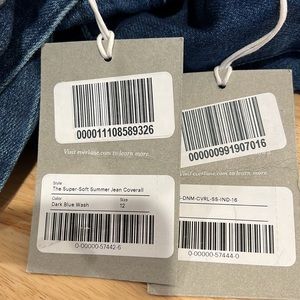 000011108589326
Visit everlane.com to learn more.
Style
The Super-Soft Summer Jean Coverall
Color
Size
Dark Blue Wash
12
0-00000-57442-6
000000991907016
Visit everlane.com to learn more.
-DNM-CVRL-SS-IND-16
0-00000-57444-0